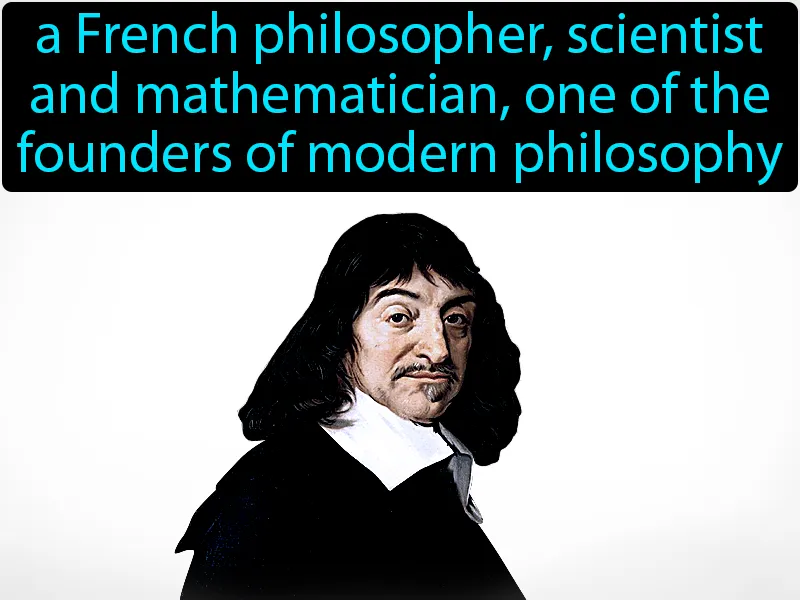 a French philosopher, scientist
and mathematician, one of the
founders of modern philosophy